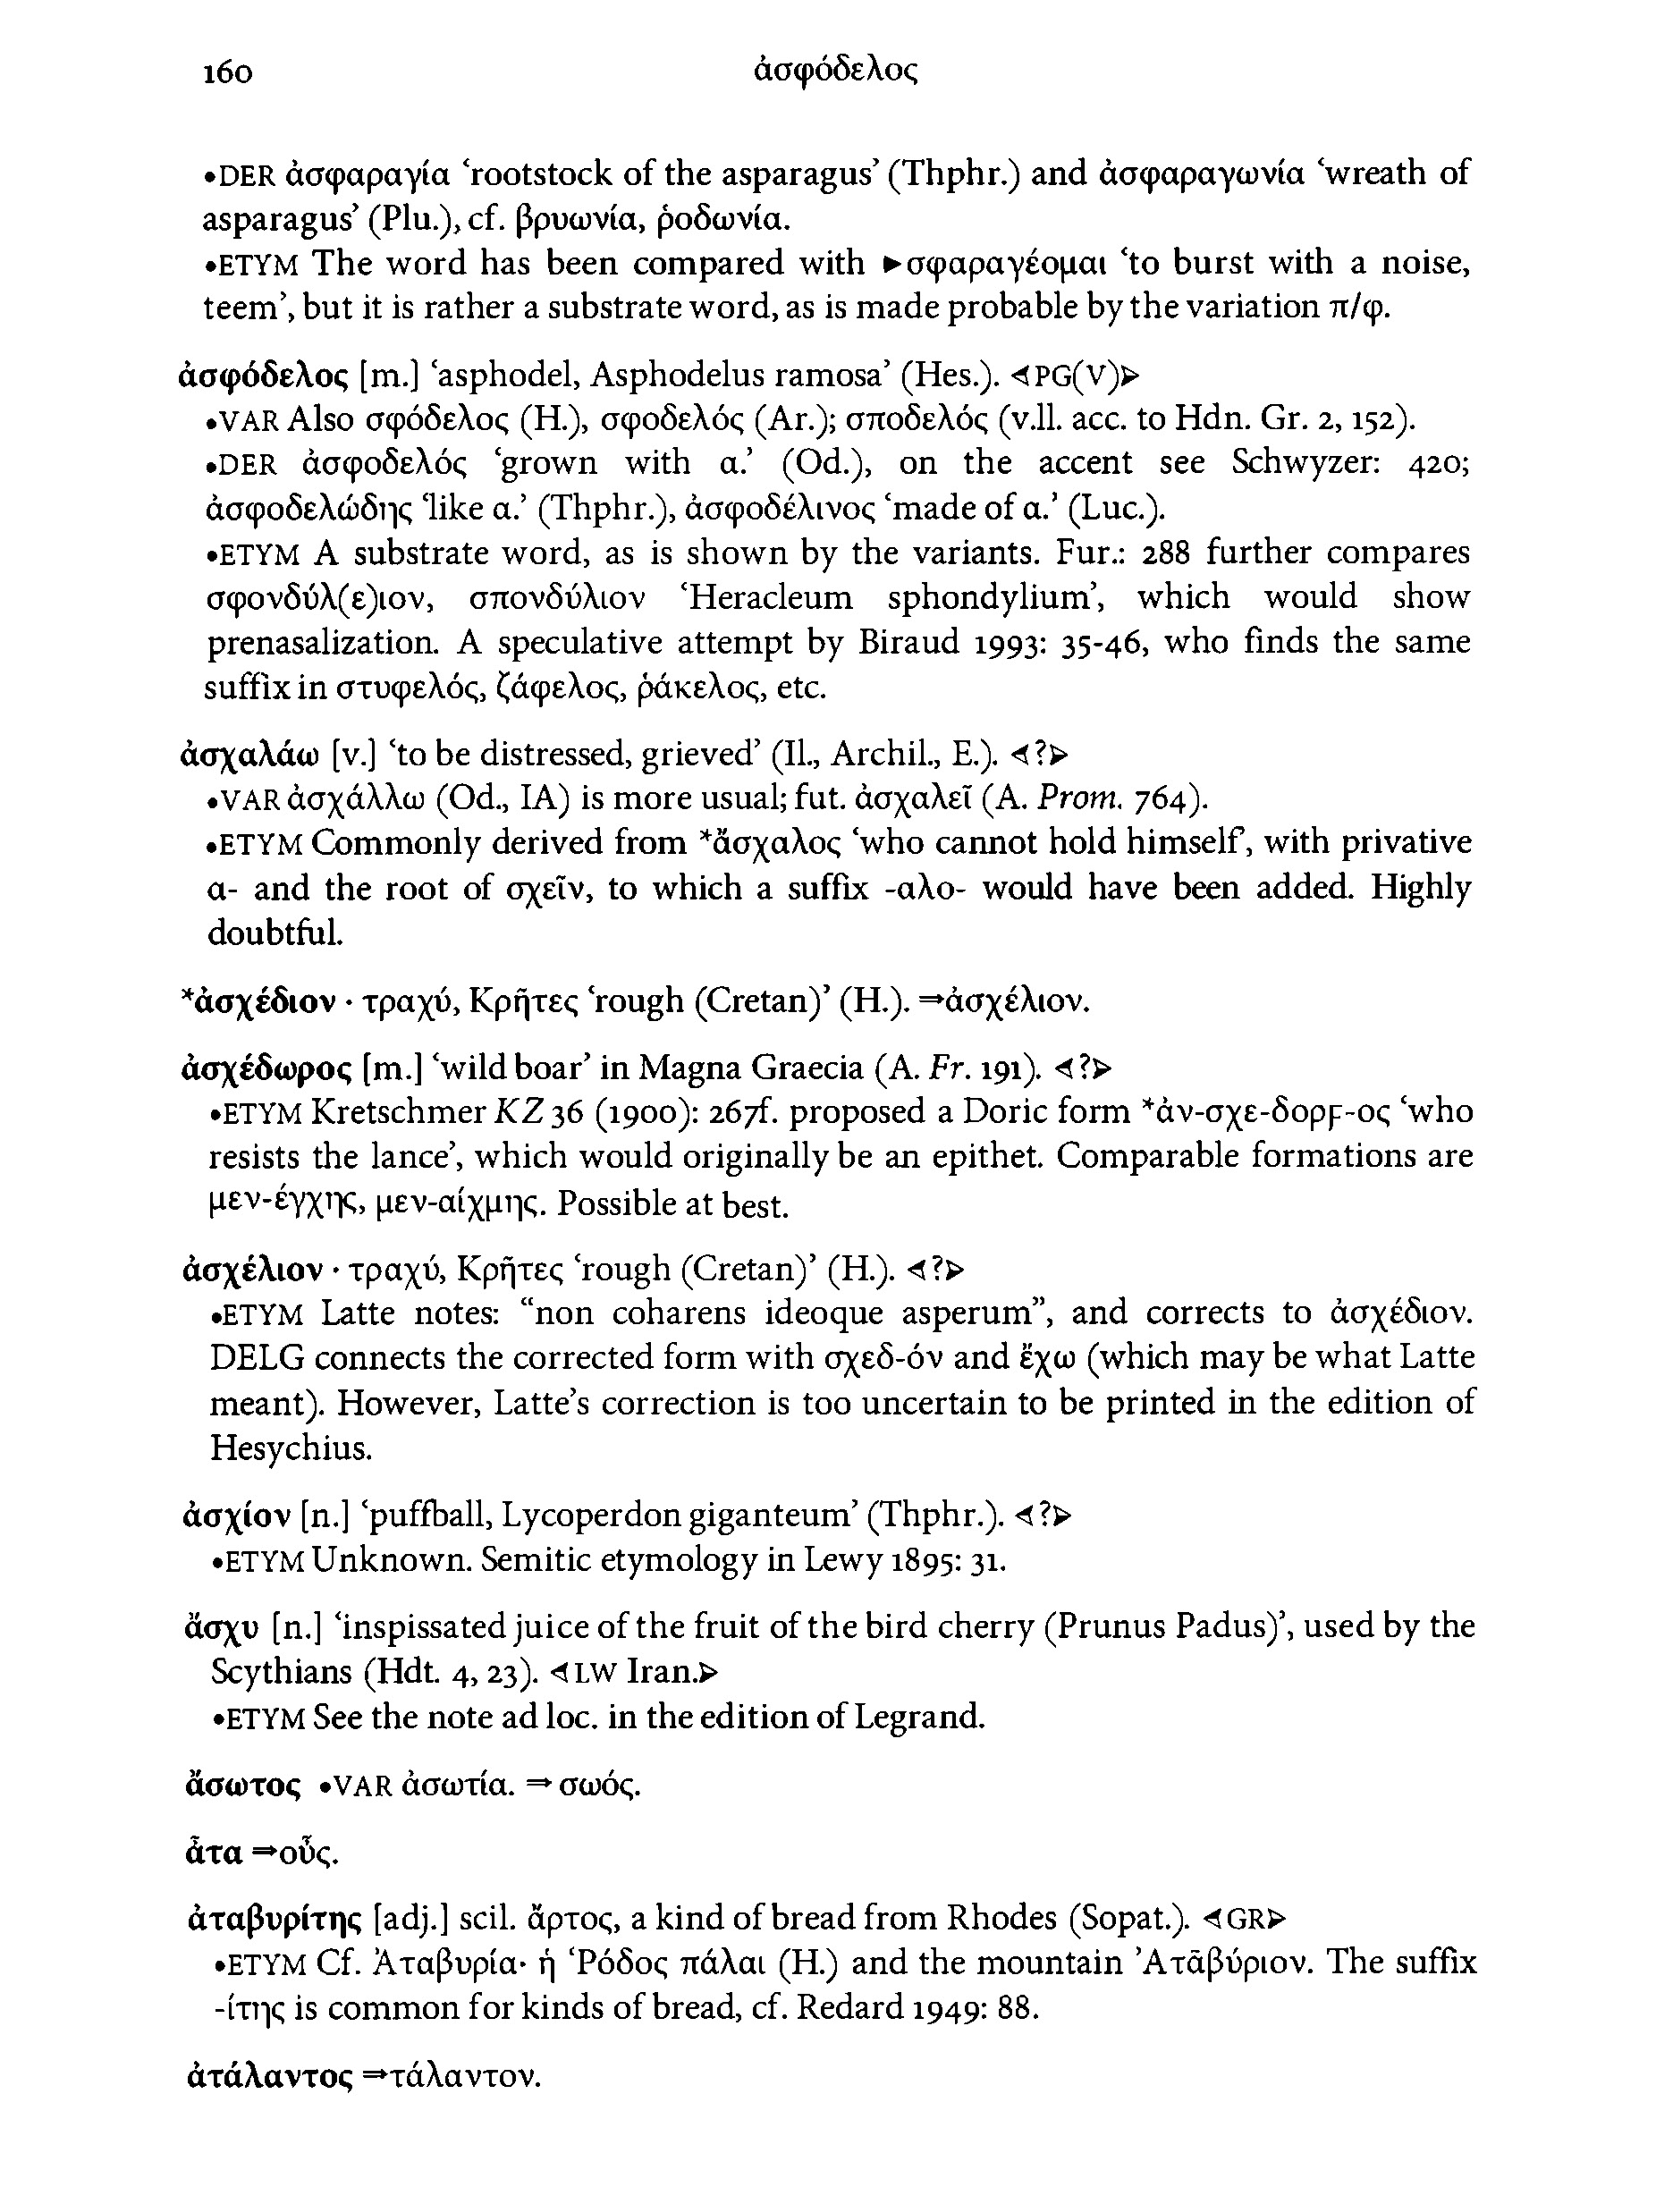 160 ἀσφόδελος
•DER ἀσφαραγία ‘rootstock of the asparagus’ (Thphr.) and ἀσφαραγωνία ‘wreath of
asparagus’ (Plu.), cf. βρυωνία, ῥοδωνία.
•ETYM The word has been compared with ►σφαραγέομαι ‘to burst with a noise,
teem’, but it is rather a substrate word, as is made probable by the variation π/φ.
ἀσφόδελος [m.] ‘asphodel, Asphodelus ramosa’ (Hes.). ◁PG(V)▷
•VAR Also σφόδελος (H.), σφοδελός (Ar.); σποδελός (v.ll. acc. to Hdn. Gr. 2, 152).
•DER ἀσφοδελός ‘grown with a.’ (Od.), on the accent see Schwyzer: 420;
ἀσφοδελώδης ‘like a.’ (Thphr.), ἀσφοδέλινος ‘made of a.’ (Luc.).
•ETYM A substrate word, as is shown by the variants. Fur.: 288 further compares
σφονδύλ(ε)ιον, σπονδύλιον ‘Heracleum sphondylium’, which would show
prenasalization. A speculative attempt by Biraud 1993: 35-46, who finds the same
suffix in στυφελός, ζάφελος, ῥάκελος, etc.
ἀσχαλάω [v.] ‘to be distressed, grieved’ (Il., Archil., E.). ◁?▷
•VAR ἀσχάλλω (Od., IA) is more usual; fut. ἀσχαλεῖ (A. Prom. 764).
•ETYM Commonly derived from *ἄσχαλος ‘who cannot hold himself’, with privative
α- and the root of σχεῖν, to which a suffix -αλο- would have been added. Highly
doubtful.
*ἀσχέδιον · τραχύ, Κρῆτες ‘rough (Cretan)’ (H.). ⇒ἀσχέλιον.
ἀσχέδωρος [m.] ‘wild boar’ in Magna Graecia (A. Fr. 191). ◁?▷
•ETYM Kretschmer KZ 36 (1900): 267f. proposed a Doric form *ἀν-σχε-δορϝ-ος ‘who
resists the lance’, which would originally be an epithet. Comparable formations are
μεν-έγχης, μεν-αίχμης. Possible at best.
ἀσχέλιον · τραχύ, Κρῆτες ‘rough (Cretan)’ (H.). ◁?▷
•ETYM Latte notes: “non coharens ideoque asperum”, and corrects to ἀσχέδιον.
DELG connects the corrected form with σχεδ-όν and ἔχω (which may be what Latte
meant). However, Latte’s correction is too uncertain to be printed in the edition of
Hesychius.
ἀσχίον [n.] ‘puffball, Lycoperdon giganteum’ (Thphr.). ◁?▷
•ETYM Unknown. Semitic etymology in Lewy 1895: 31.
ἄσχυ [n.] ‘inspissated juice of the fruit of the bird cherry (Prunus Padus)’, used by the
Scythians (Hdt. 4, 23). ◁LW Iran.▷
•ETYM See the note ad loc. in the edition of Legrand.
ἄσωτος •VAR ἀσωτία. ⇒ σωός.
ἆτα ⇒οὖς.
ἀταβυρίτης [adj.] scil. ἄρτος, a kind of bread from Rhodes (Sopat.). ◁GR▷
•ETYM Cf. Ἀταβυρία· ἡ Ῥόδος πάλαι (H.) and the mountain Ἀτᾱβύριον. The suffix
-ίτης is common for kinds of bread, cf. Redard 1949: 88.
ἀτάλαντος ⇒τάλαντον.